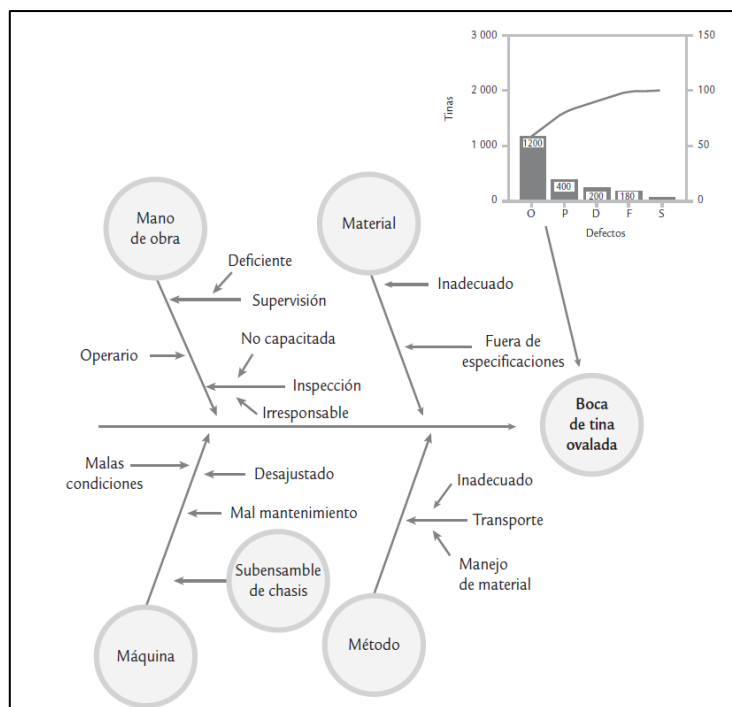 3 000
2 000
1 000
0
Tinas
150
100
50
0
1200
400
200
180
O P D F S
Defectos
Mano
de obra
Material
Deficiente
Supervisión
Inadecuado
No capacitada
Operario
Fuera de
especificaciones
Inspección
Irresponsable
Boca
de tina
ovalada
Malas
condiciones
Desajustado
Inadecuado
Mal mantenimiento
Transporte
Subensamble
de chasis
Manejo
de material
Máquina
Método